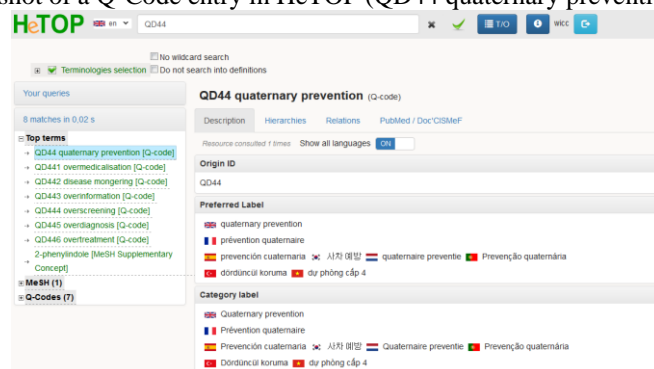 shot of a Q-Code entry in HeTOP (QD44 quaternary preventi
HeTOP en QD44 T/O wicc
No wildcard search
Terminologies selection Do not search into definitions
Your queries
8 matches in 0,02 s
Top terms
QD44 quaternary prevention [Q-code]
QD441 overmedicalisation [Q-code]
QD442 disease mongering [Q-code]
QD443 overinformation [Q-code]
QD444 overscreening [Q-code]
QD445 overdiagnosis [Q-code]
QD446 overtreatment [Q-code]
2-phenylindole [MeSH Supplementary
Concept]
MeSH (1)
Q-Codes (7)
QD44 quaternary prevention (Q-code)
Description Hierarchies Relations PubMed / Doc'CISMeF
Resource consulted 1 times Show all languages ON
Origin ID
QD44
Preferred Label
quaternary prevention
prévention quaternaire
prevención cuaternaria 사차 예방 quaternaire preventie Prevenção quaternária
dördüncül koruma dự phòng cấp 4
Category label
Quaternary prevention
Prévention quaternaire
Prevención cuaternaria 사차 예방 Quaternaire preventie Prevenção quaternária
Dördüncül koruma dự phòng cấp 4